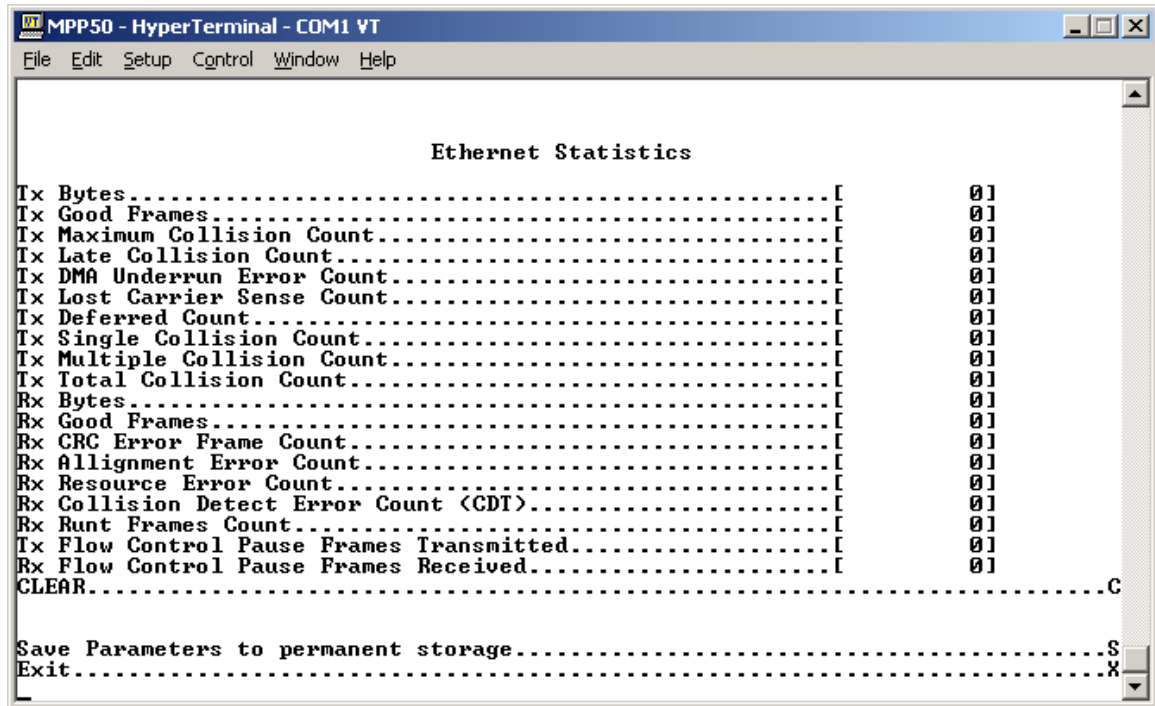 MPP50 - HyperTerminal - COM1 VT
File Edit Setup Control Window Help
Ethernet Statistics
Tx Bytes...................................................[ 0]
Tx Good Frames.............................................[ 0]
Tx Maximum Collision Count.................................[ 0]
Tx Late Collision Count....................................[ 0]
Tx DMA Underrun Error Count................................[ 0]
Tx Lost Carrier Sense Count................................[ 0]
Tx Deferred Count..........................................[ 0]
Tx Single Collision Count..................................[ 0]
Tx Multiple Collision Count................................[ 0]
Tx Total Collision Count...................................[ 0]
Rx Bytes...................................................[ 0]
Rx Good Frames.............................................[ 0]
Rx CRC Error Frame Count...................................[ 0]
Rx Allignment Error Count..................................[ 0]
Rx Resource Error Count....................................[ 0]
Rx Collision Detect Error Count (CDT)......................[ 0]
Rx Runt Frames Count.......................................[ 0]
Tx Flow Control Pause Frames Transmitted...................[ 0]
Rx Flow Control Pause Frames Received......................[ 0]
CLEAR..........................................................................C
Save Parameters to permanent storage...........................................S
Exit...........................................................................X